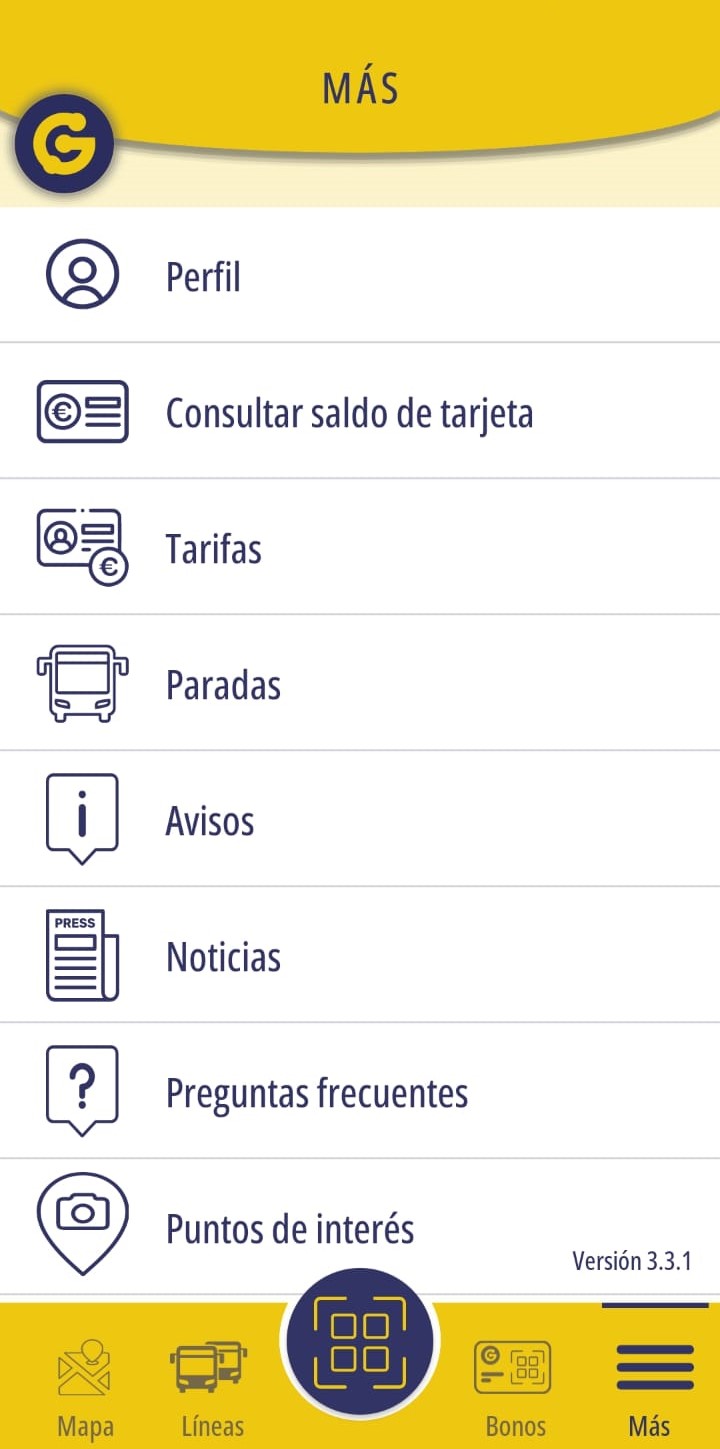 MÁS
G
Perfil
€
Consultar saldo de tarjeta
€
Tarifas
Paradas
i
Avisos
PRESS
Noticias
?
Preguntas frecuentes
Puntos de interés
Versión 3.3.1
G
Mapa
Líneas
Bonos
Más